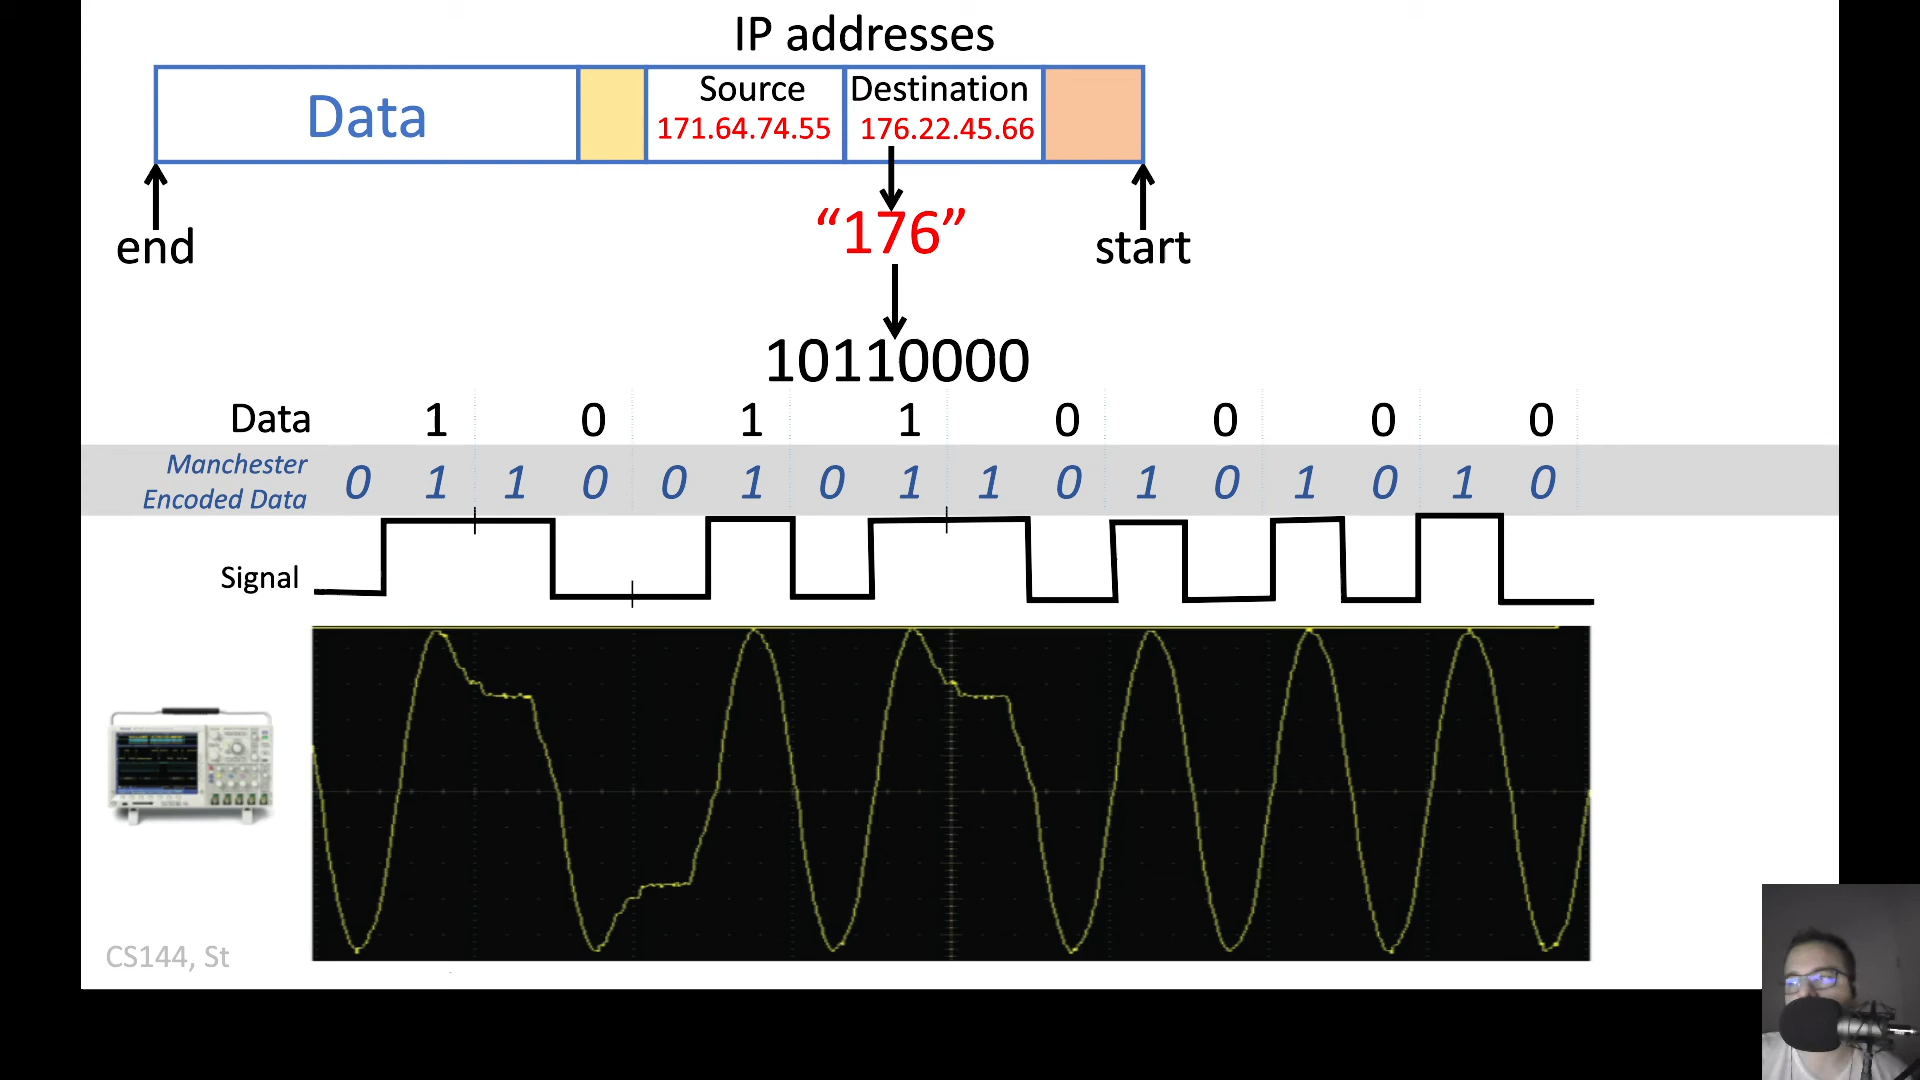 IP addresses
Data
Source
171.64.74.55
Destination
176.22.45.66
end
“176”
start
10110000
Data 1 0 1 1 0 0 0 0
Manchester
Encoded Data
0 1 1 0 0 1 0 1 1 0 1 0 1 0 1 0
Signal
CS144, St